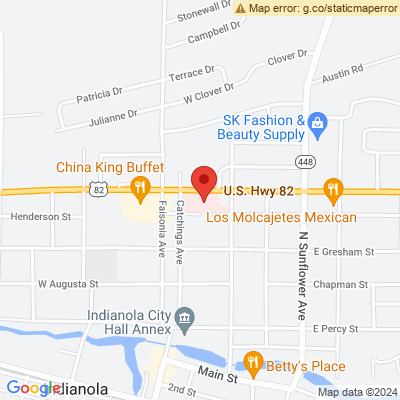 Map error: g.co/staticmaperror
Stonewall Dr
Campbell Dr
Clover Dr
Terrace Dr
Austin Rd
Patricia Dr
W Clover Dr
Julianne Dr
SK Fashion &
Beauty Supply
448
China King Buffet
82
U.S. Hwy 82
Henderson St
Los Molcajetes Mexican
Faisonia Ave
Catchings Ave
N Sunflower Ave
E Gresham St
W Augusta St
Chapman St
Indianola City
Hall Annex
E Percy St
Betty's Place
Main St
2nd St
Google
Indianola
Map data ©2024